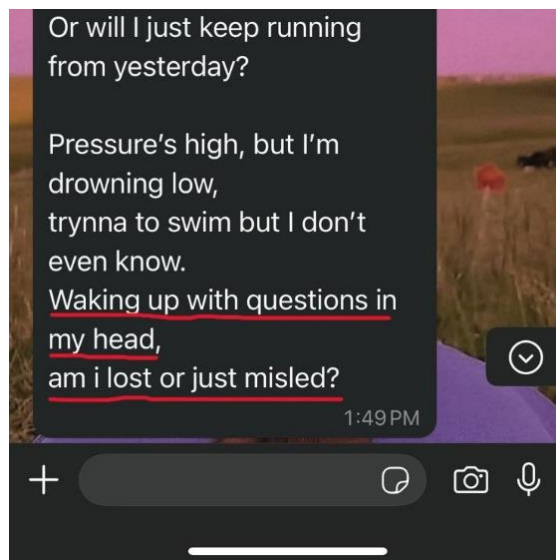 Or will I just keep running
from yesterday?
Pressure's high, but I'm
drowning low,
trynna to swim but I don't
even know.
Waking up with questions in
my head,
am i lost or just misled?
1:49 PM